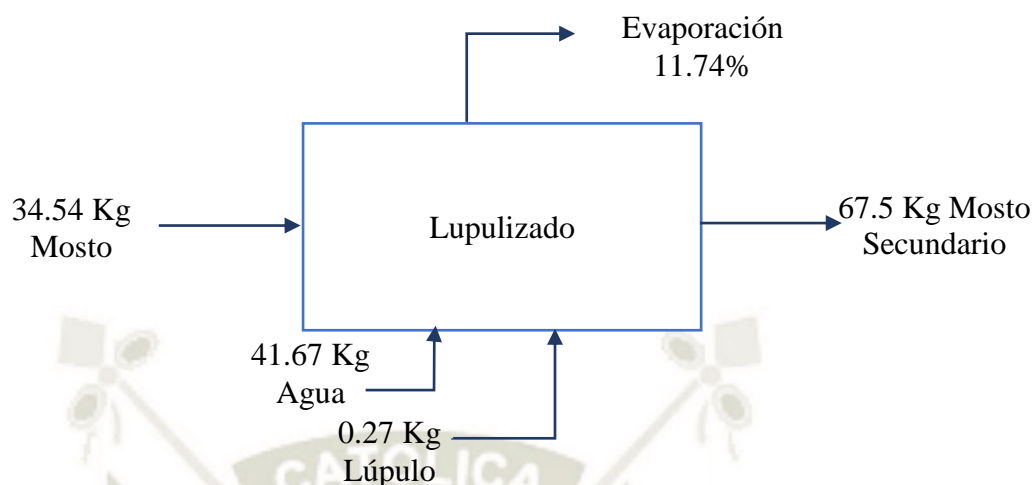 Evaporación
11.74%
34.54 Kg
Mosto
Lupulizado
67.5 Kg Mosto
Secundario
41.67 Kg
Agua
0.27 Kg
Lúpulo
CATOLICA